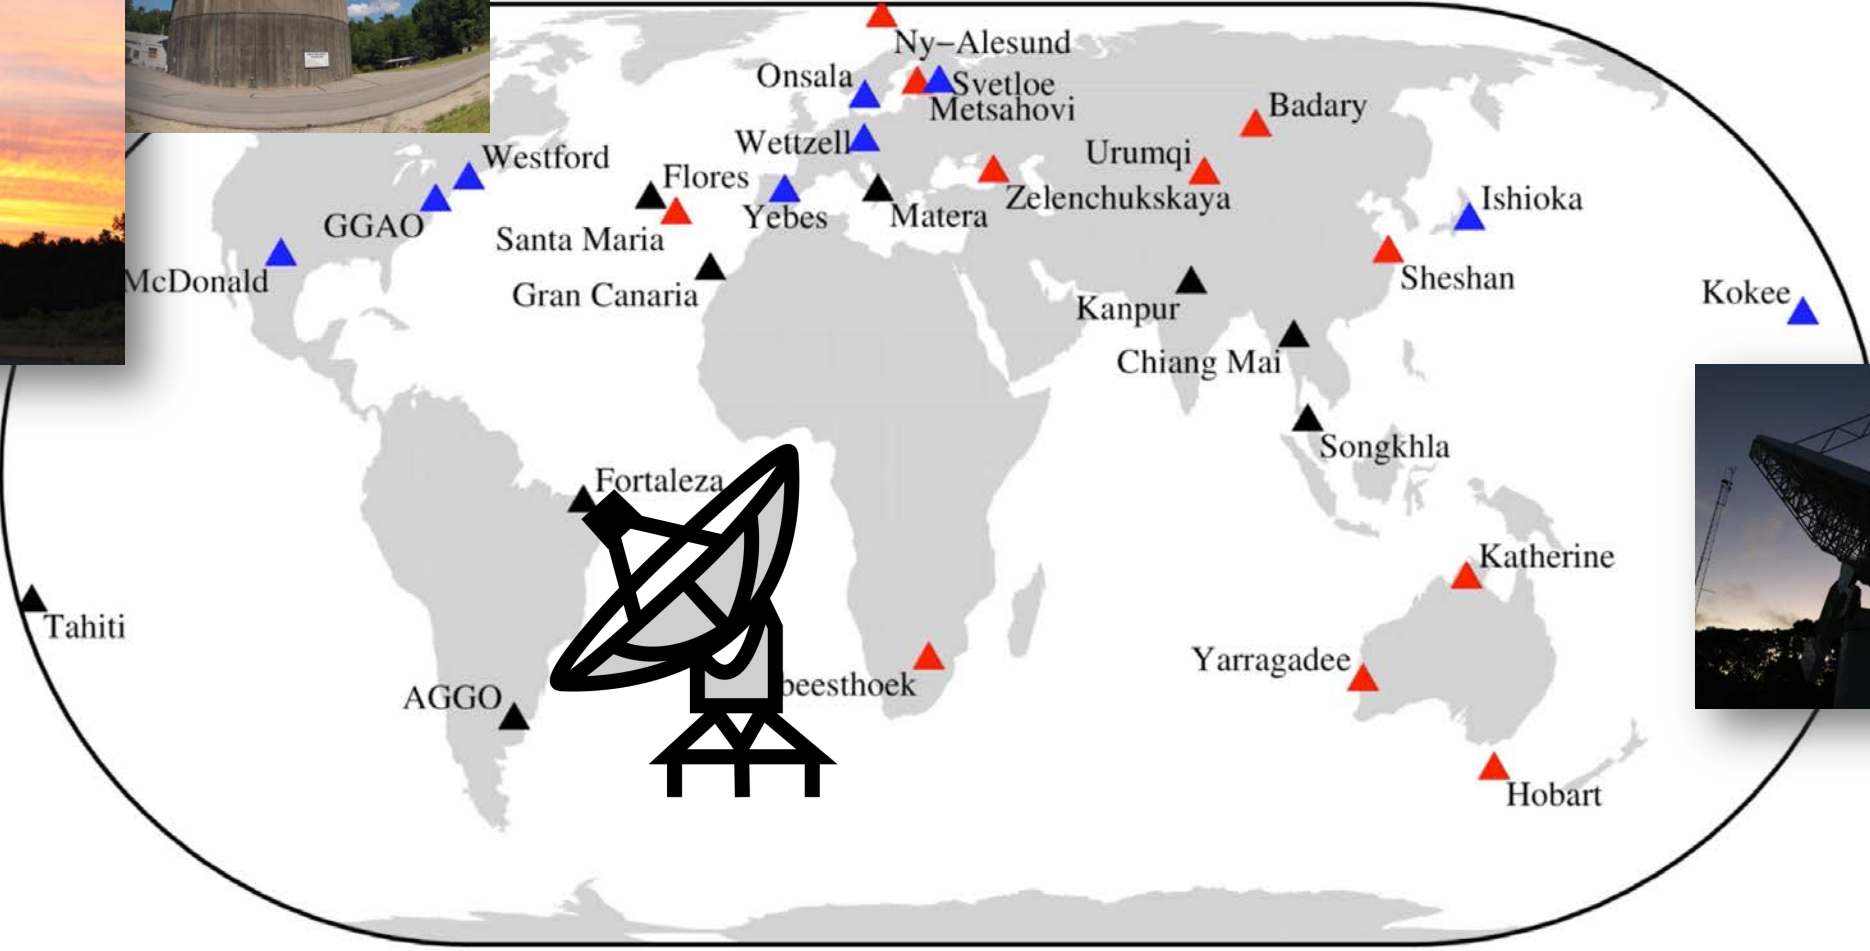 Ny−Alesund
Onsala
Svetloe
Metsahovi
Badary
Wettzell
Urumqi
Westford
Flores
Zelenchukskaya
Ishioka
GGAO
Yebes
Matera
Santa Maria
McDonald
Sheshan
Gran Canaria
Kokee
Kanpur
Chiang Mai
Songkhla
Fortaleza
Katherine
Tahiti
Yarragadee
beesthoek
AGGO
Hobart